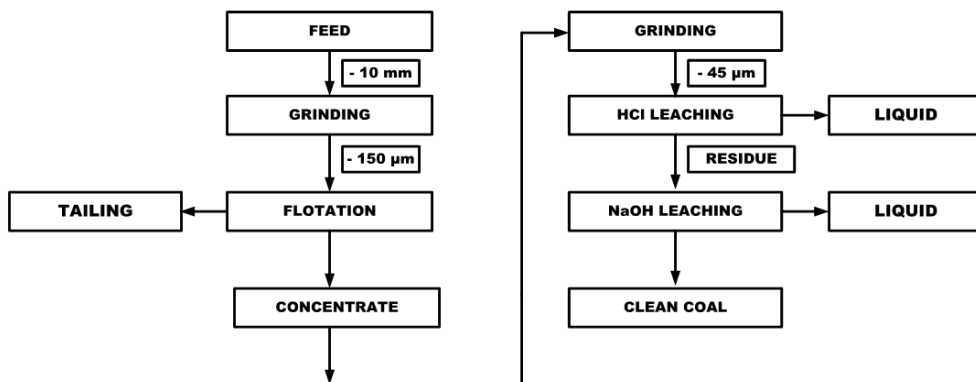 FEED
- 10 mm
GRINDING
- 150 µm
TAILING
FLOTATION
CONCENTRATE
GRINDING
- 45 µm
HCl LEACHING
LIQUID
RESIDUE
NaOH LEACHING
LIQUID
CLEAN COAL